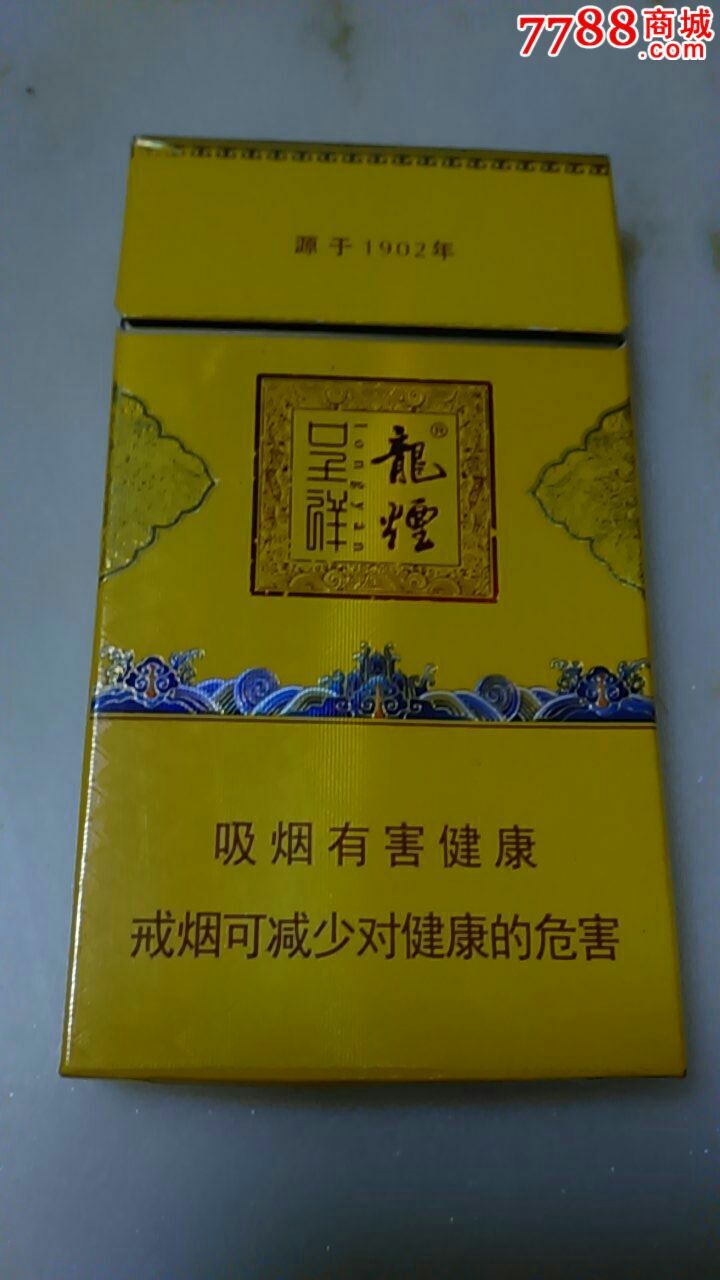 7788商城
.com
源于1902年
龍煙®
longyan
呈祥
吸烟有害健康
戒烟可减少对健康的危害